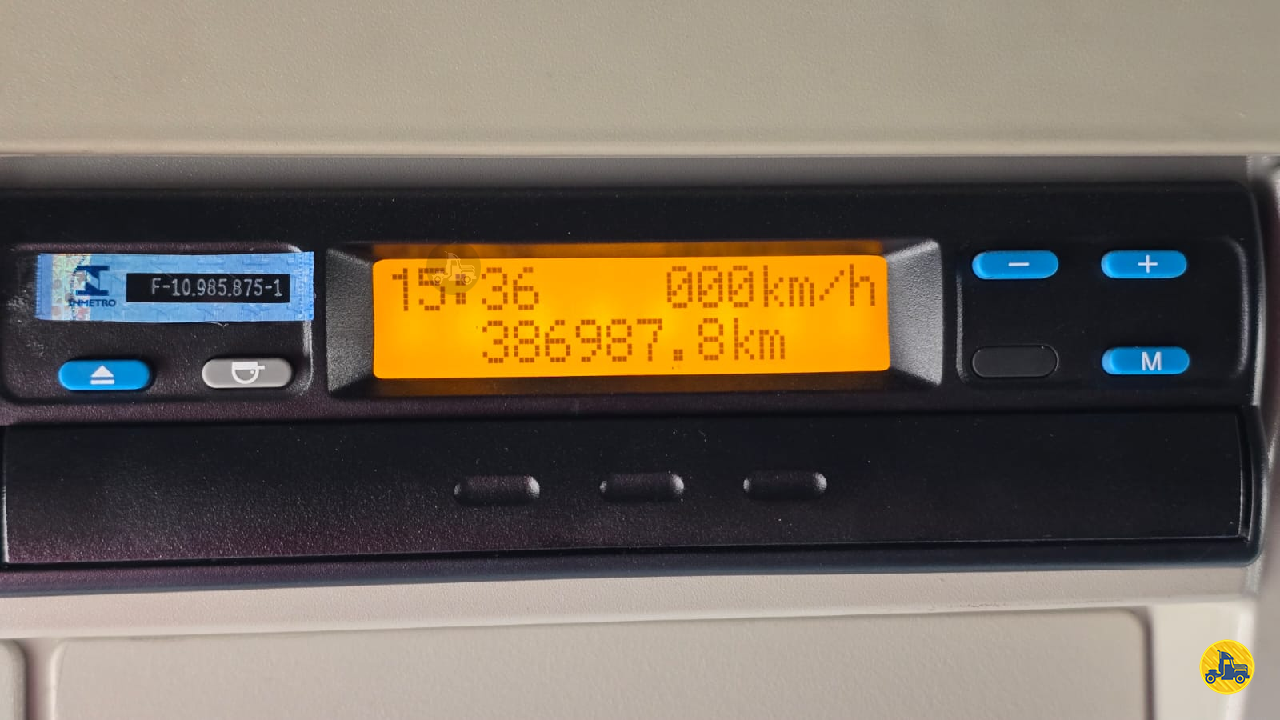 INMETRO
F-10.985.875-1
15:36 000km/h
386987.8km
− +
M